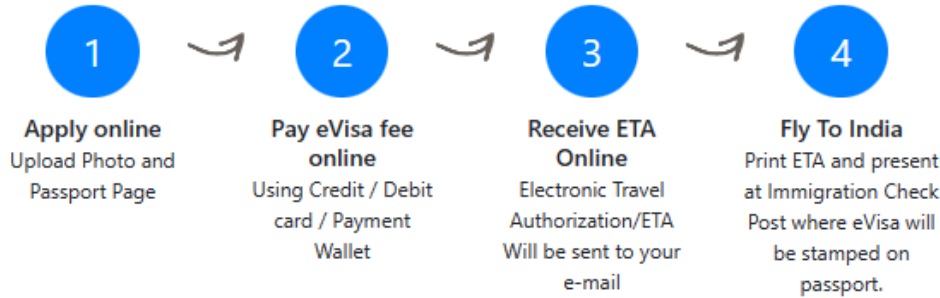 1
Apply online
Upload Photo and
Passport Page
2
Pay eVisa fee
online
Using Credit / Debit
card / Payment
Wallet
3
Receive ETA
Online
Electronic Travel
Authorization/ETA
Will be sent to your
e-mail
4
Fly To India
Print ETA and present
at Immigration Check
Post where eVisa will
be stamped on
passport.